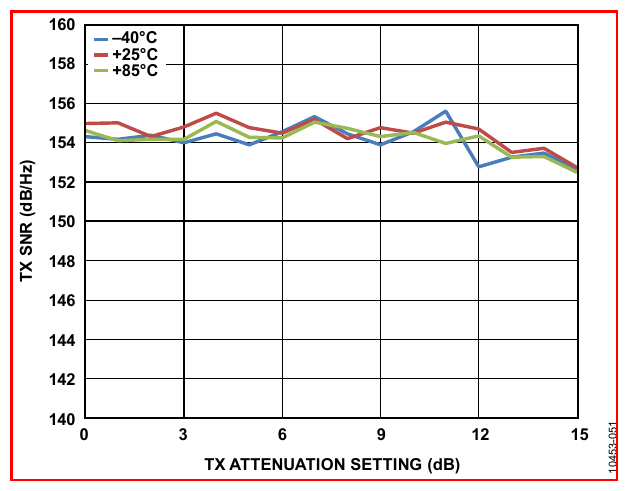 160
158
156
154
152
150
148
146
144
142
140
TX SNR (dB/Hz)
–40°C
+25°C
+85°C
0 3 6 9 12 15
TX ATTENUATION SETTING (dB)
10453-051